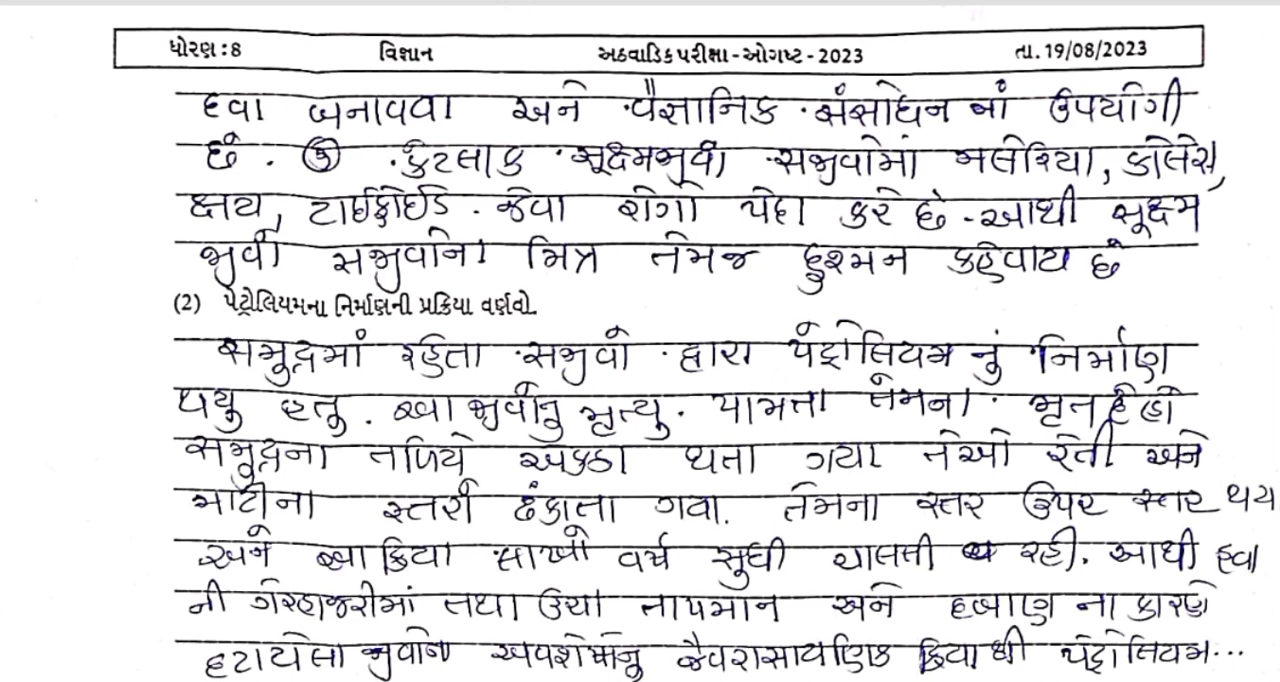 ધોરણ : 8 વિજ્ઞાન અઠવાડિક પરીક્ષા - ઓગષ્ટ - 2023 તા. 19/08/2023
દવા બનાવવા અને વૈજ્ઞાનિક સંસોધન માં ઉપયોગી
છે. કેટલાક સૂક્ષ્મજીવી સજીવોમાં મલેરિયા, કોલેરા,
ક્ષય, ટાઈફોઈડ. જેવા રોગો પેદા કરે છે - આથી સૂક્ષ્મ
જીવી સજીવોના મિત્ર તેમજ દુશ્મન કહેવાય છે
(2) પેટ્રોલિયમના નિર્માણની પ્રક્રિયા વર્ણવો.
સમુદ્રમાં રહેતા સજીવો દ્વારા પેટ્રોલિયમ નું નિર્માણ
થયુ હતુ. આ જીવોનુ મૃત્યુ. પામતા તેમના મૃત દેહો
સમુદ્રના તળિયે એકઠા થતા ગયા તેઓ રેતી અને
માટીના સ્તરો ઢંકાતા ગયા. તેમના સ્તર ઉપર સ્તર થય
અને આ ક્રિયા લાખો વર્ષ સુધી ચાલતી રહી. આથી હવા
ની ગેરહાજરીમાં તથા ઉચા તાપમાન અને દબાણ ના કારણે
દટાયેલા જીવોના અવશેષોનુ જૈવરાસાયણિક ક્રિયા થી પેટ્રોલિયમ...